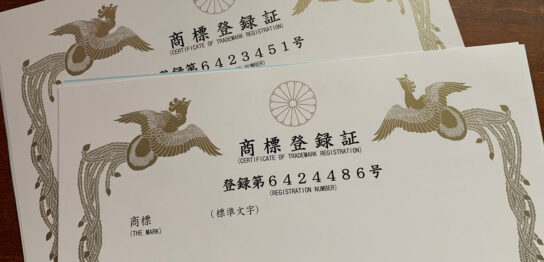 商標登録証
(CERTIFICATE OF TRADEMARK REGISTRATION)
登録第6423451号
NUMBER)
商標登録証
(CERTIFICATE OF TRADEMARK REGISTRATION)
登録第6424486号
(REGISTRATION NUMBER)
商標
(THE MARK)
(標準文字)